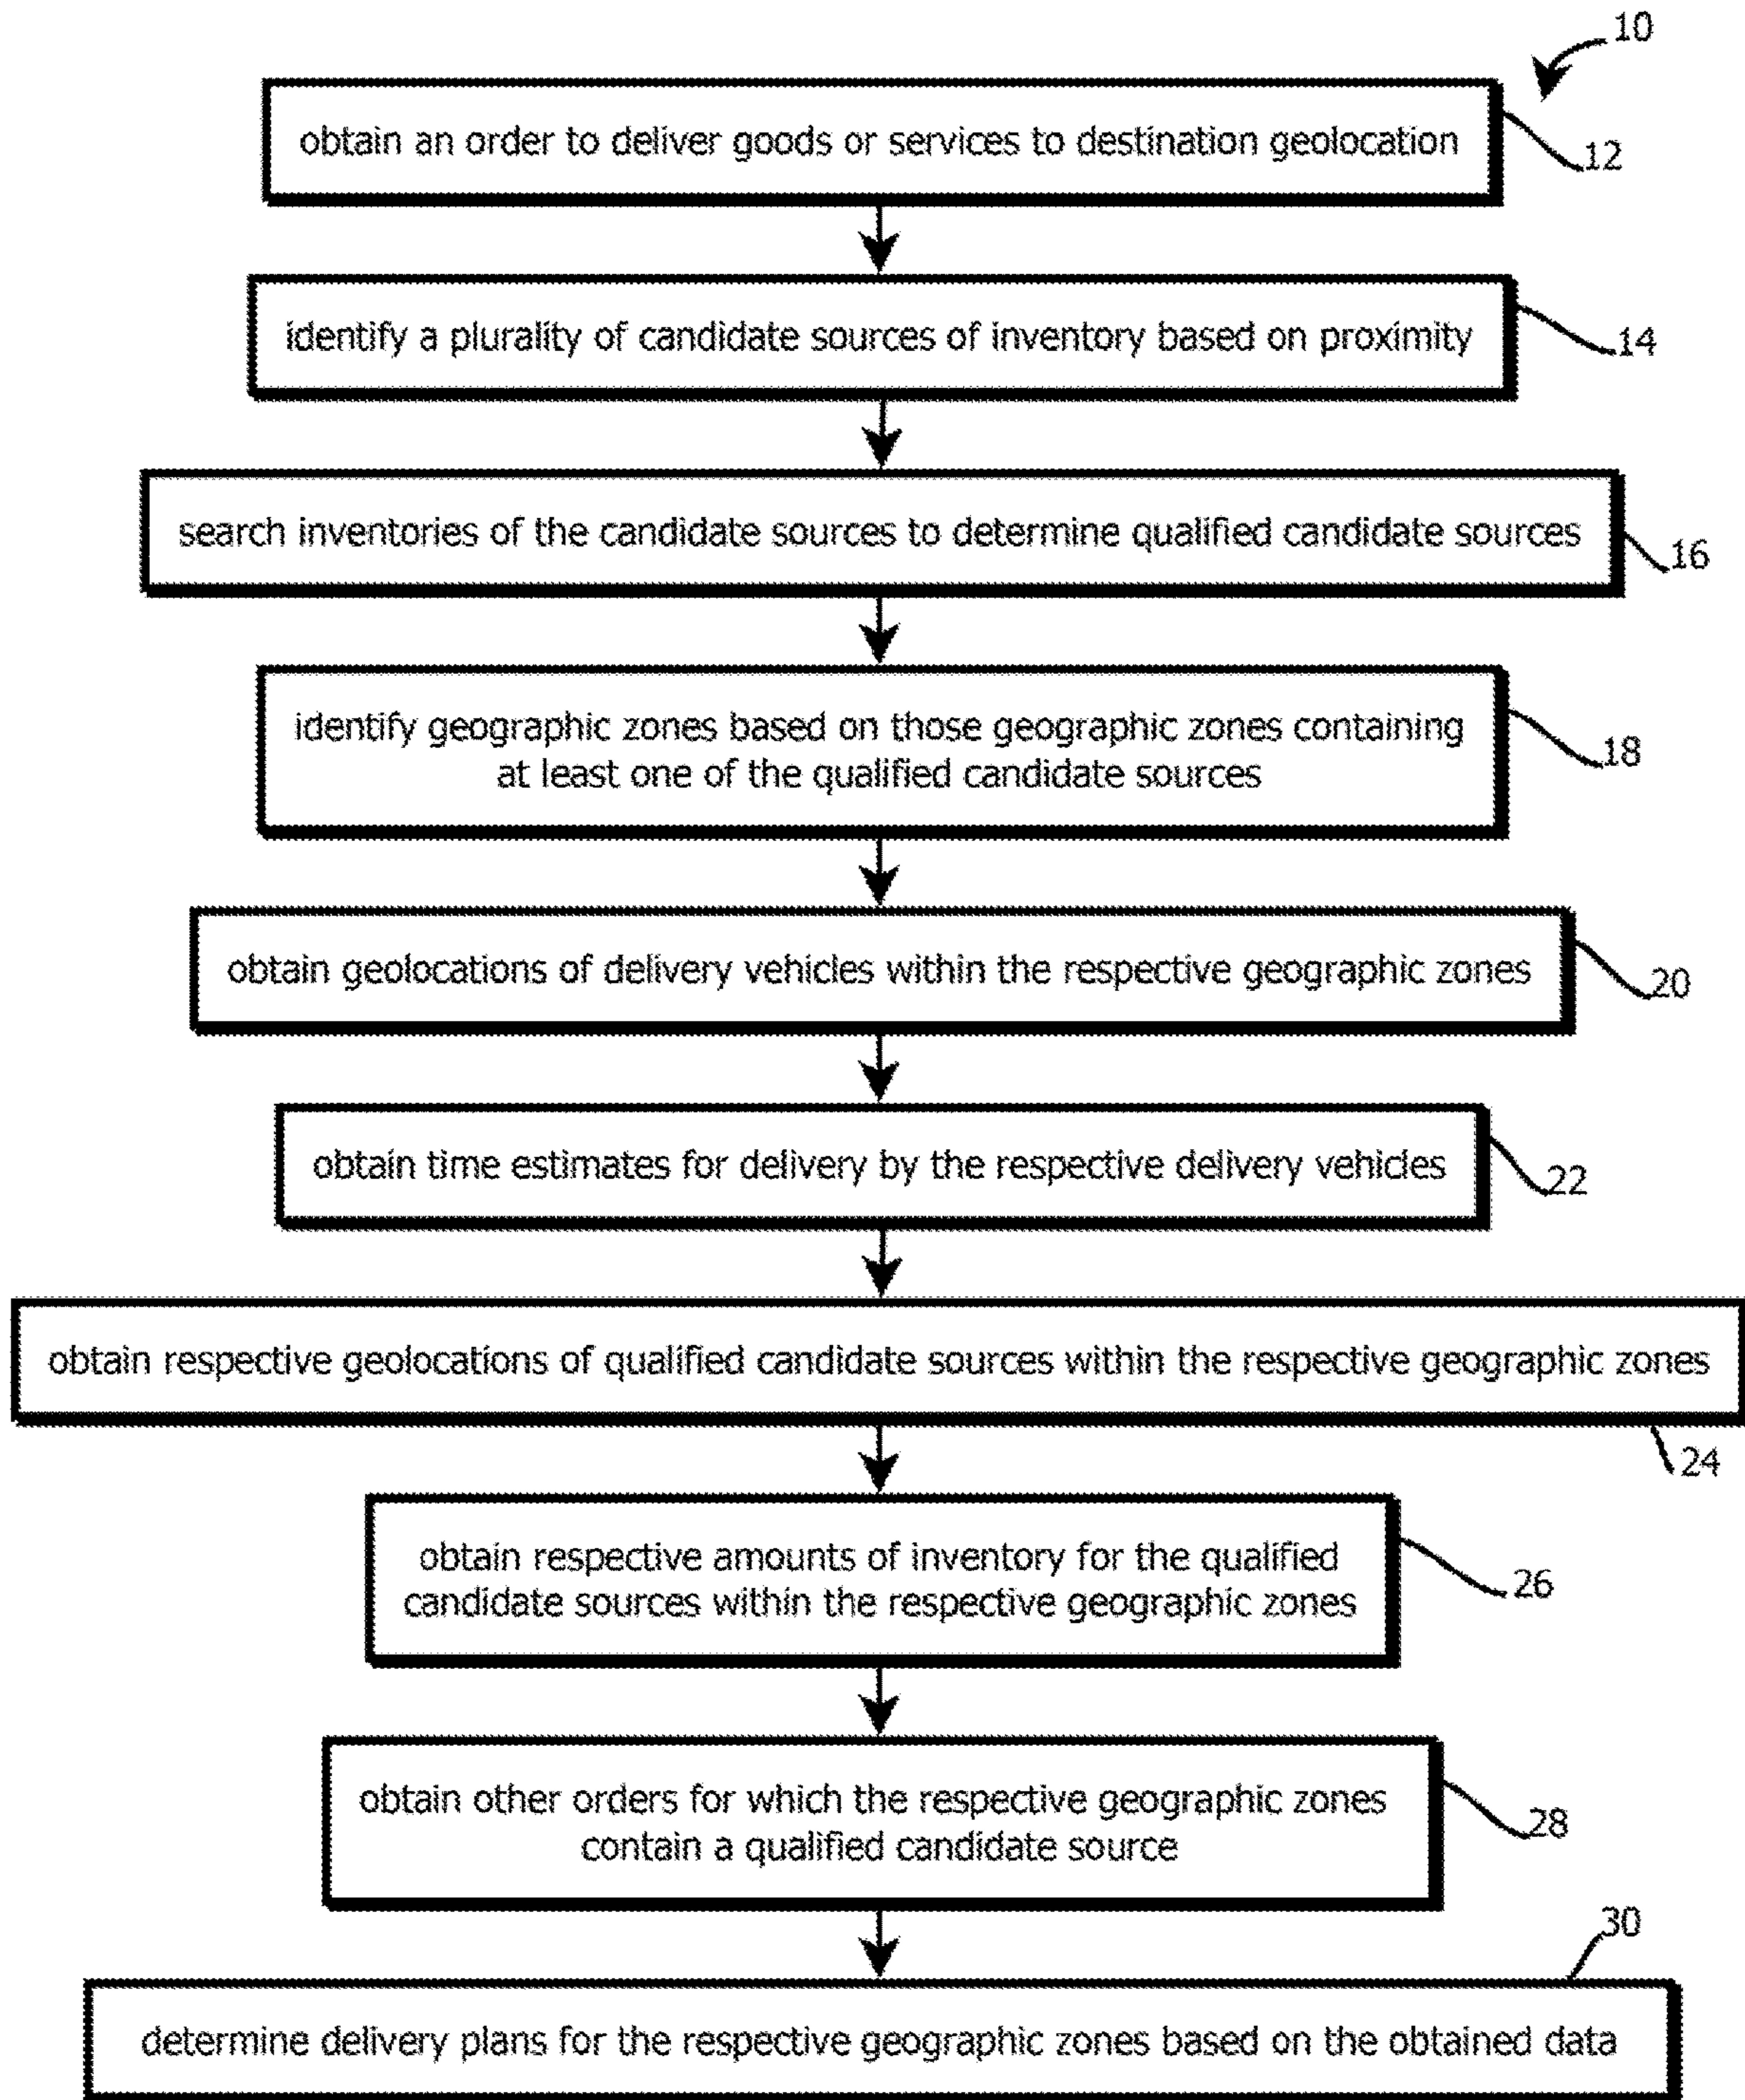 10
obtain an order to deliver goods or services to destination geolocation
12
identify a plurality of candidate sources of inventory based on proximity
14
search inventories of the candidate sources to determine qualified candidate sources
16
identify geographic zones based on those geographic zones containing
at least one of the qualified candidate sources
18
obtain geolocations of delivery vehicles within the respective geographic zones
20
obtain time estimates for delivery by the respective delivery vehicles
22
obtain respective geolocations of qualified candidate sources within the respective geographic zones
24
obtain respective amounts of inventory for the qualified
candidate sources within the respective geographic zones
26
obtain other orders for which the respective geographic zones
contain a qualified candidate source
28
30
determine delivery plans for the respective geographic zones based on the obtained data